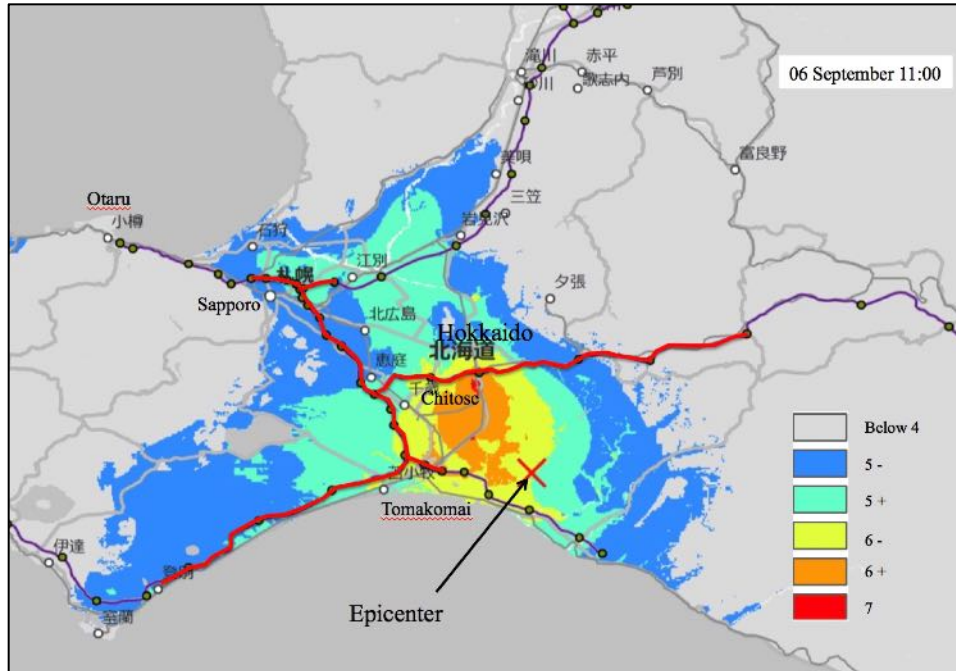 滝川
赤平
06 September 11:00
川
歌志内
芦別
富良野
美唄
三笠
Otaru
小樽
石狩
岩見沢
江別
札幌
夕張
Sapporo
北広島
Hokkaido
北海道
恵庭
千歳
Chitose
Below 4
5 -
苫小牧
5 +
Tomakomai
6 -
伊達
6 +
登別
Epicenter
7
室蘭